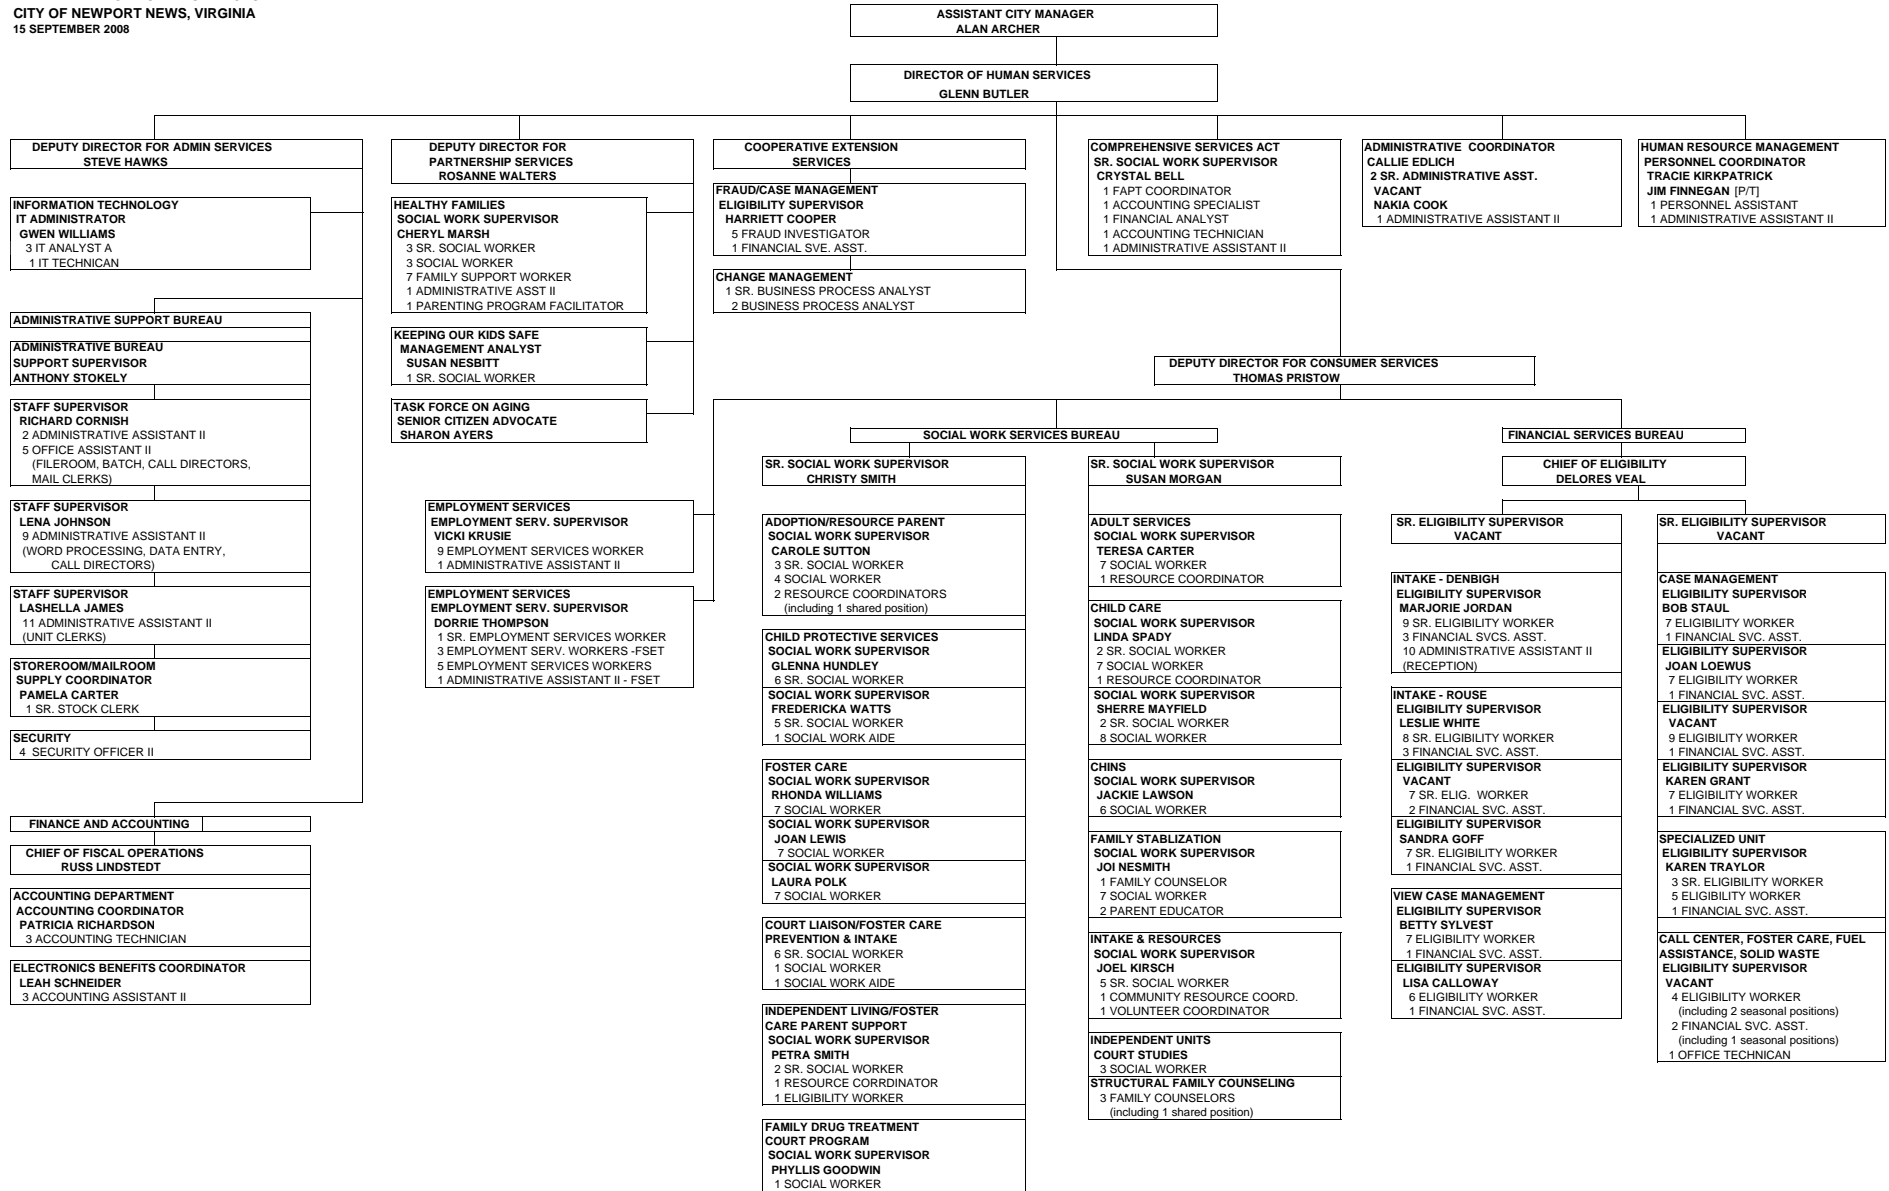 CITY OF NEWPORT NEWS, VIRGINIA
15 SEPTEMBER 2008
ASSISTANT CITY MANAGER
ALAN ARCHER
DIRECTOR OF HUMAN SERVICES
GLENN BUTLER
DEPUTY DIRECTOR FOR ADMIN SERVICES
STEVE HAWKS
INFORMATION TECHNOLOGY
IT ADMINISTRATOR
GWEN WILLIAMS
3 IT ANALYST A
1 IT TECHNICAN
ADMINISTRATIVE SUPPORT BUREAU
ADMINISTRATIVE BUREAU
SUPPORT SUPERVISOR
ANTHONY STOKELY
STAFF SUPERVISOR
RICHARD CORNISH
2 ADMINISTRATIVE ASSISTANT II
5 OFFICE ASSISTANT II
(FILEROOM, BATCH, CALL DIRECTORS,
MAIL CLERKS)
STAFF SUPERVISOR
LENA JOHNSON
9 ADMINISTRATIVE ASSISTANT II
(WORD PROCESSING, DATA ENTRY,
CALL DIRECTORS)
STAFF SUPERVISOR
LASHELLA JAMES
11 ADMINISTRATIVE ASSISTANT II
(UNIT CLERKS)
STOREROOM/MAILROOM
SUPPLY COORDINATOR
PAMELA CARTER
1 SR. STOCK CLERK
SECURITY
4 SECURITY OFFICER II
FINANCE AND ACCOUNTING
CHIEF OF FISCAL OPERATIONS
RUSS LINDSTEDT
ACCOUNTING DEPARTMENT
ACCOUNTING COORDINATOR
PATRICIA RICHARDSON
3 ACCOUNTING TECHNICIAN
ELECTRONICS BENEFITS COORDINATOR
LEAH SCHNEIDER
3 ACCOUNTING ASSISTANT II
DEPUTY DIRECTOR FOR
PARTNERSHIP SERVICES
ROSANNE WALTERS
HEALTHY FAMILIES
SOCIAL WORK SUPERVISOR
CHERYL MARSH
3 SR. SOCIAL WORKER
3 SOCIAL WORKER
7 FAMILY SUPPORT WORKER
1 ADMINISTRATIVE ASST II
1 PARENTING PROGRAM FACILITATOR
KEEPING OUR KIDS SAFE
MANAGEMENT ANALYST
SUSAN NESBITT
1 SR. SOCIAL WORKER
TASK FORCE ON AGING
SENIOR CITIZEN ADVOCATE
SHARON AYERS
COOPERATIVE EXTENSION
SERVICES
FRAUD/CASE MANAGEMENT
ELIGIBILITY SUPERVISOR
HARRIETT COOPER
5 FRAUD INVESTIGATOR
1 FINANCIAL SVE. ASST.
CHANGE MANAGEMENT
1 SR. BUSINESS PROCESS ANALYST
2 BUSINESS PROCESS ANALYST
COMPREHENSIVE SERVICES ACT
SR. SOCIAL WORK SUPERVISOR
CRYSTAL BELL
1 FAPT COORDINATOR
1 ACCOUNTING SPECIALIST
1 FINANCIAL ANALYST
1 ACCOUNTING TECHNICIAN
1 ADMINISTRATIVE ASSISTANT II
ADMINISTRATIVE COORDINATOR
CALLIE EDLICH
2 SR. ADMINISTRATIVE ASST.
VACANT
NAKIA COOK
1 ADMINISTRATIVE ASSISTANT II
HUMAN RESOURCE MANAGEMENT
PERSONNEL COORDINATOR
TRACIE KIRKPATRICK
JIM FINNEGAN [P/T]
1 PERSONNEL ASSISTANT
1 ADMINISTRATIVE ASSISTANT II
DEPUTY DIRECTOR FOR CONSUMER SERVICES
THOMAS PRISTOW
EMPLOYMENT SERVICES
EMPLOYMENT SERV. SUPERVISOR
VICKI KRUSIE
9 EMPLOYMENT SERVICES WORKER
1 ADMINISTRATIVE ASSISTANT II
EMPLOYMENT SERVICES
EMPLOYMENT SERV. SUPERVISOR
DORRIE THOMPSON
1 SR. EMPLOYMENT SERVICES WORKER
3 EMPLOYMENT SERV. WORKERS -FSET
5 EMPLOYMENT SERVICES WORKERS
1 ADMINISTRATIVE ASSISTANT II - FSET
SOCIAL WORK SERVICES BUREAU
SR. SOCIAL WORK SUPERVISOR
CHRISTY SMITH
ADOPTION/RESOURCE PARENT
SOCIAL WORK SUPERVISOR
CAROLE SUTTON
3 SR. SOCIAL WORKER
4 SOCIAL WORKER
2 RESOURCE COORDINATORS
(including 1 shared position)
CHILD PROTECTIVE SERVICES
SOCIAL WORK SUPERVISOR
GLENNA HUNDLEY
6 SR. SOCIAL WORKER
SOCIAL WORK SUPERVISOR
FREDERICKA WATTS
5 SR. SOCIAL WORKER
1 SOCIAL WORK AIDE
FOSTER CARE
SOCIAL WORK SUPERVISOR
RHONDA WILLIAMS
7 SOCIAL WORKER
SOCIAL WORK SUPERVISOR
JOAN LEWIS
7 SOCIAL WORKER
SOCIAL WORK SUPERVISOR
LAURA POLK
7 SOCIAL WORKER
COURT LIAISON/FOSTER CARE
PREVENTION & INTAKE
6 SR. SOCIAL WORKER
1 SOCIAL WORKER
1 SOCIAL WORK AIDE
INDEPENDENT LIVING/FOSTER
CARE PARENT SUPPORT
SOCIAL WORK SUPERVISOR
PETRA SMITH
2 SR. SOCIAL WORKER
1 RESOURCE CORRDINATOR
1 ELIGIBILITY WORKER
FAMILY DRUG TREATMENT
COURT PROGRAM
SOCIAL WORK SUPERVISOR
PHYLLIS GOODWIN
1 SOCIAL WORKER
SR. SOCIAL WORK SUPERVISOR
SUSAN MORGAN
ADULT SERVICES
SOCIAL WORK SUPERVISOR
TERESA CARTER
7 SOCIAL WORKER
1 RESOURCE COORDINATOR
CHILD CARE
SOCIAL WORK SUPERVISOR
LINDA SPADY
2 SR. SOCIAL WORKER
7 SOCIAL WORKER
1 RESOURCE COORDINATOR
SOCIAL WORK SUPERVISOR
SHERRE MAYFIELD
2 SR. SOCIAL WORKER
8 SOCIAL WORKER
CHINS
SOCIAL WORK SUPERVISOR
JACKIE LAWSON
6 SOCIAL WORKER
FAMILY STABLIZATION
SOCIAL WORK SUPERVISOR
JOI NESMITH
1 FAMILY COUNSELOR
7 SOCIAL WORKER
2 PARENT EDUCATOR
INTAKE & RESOURCES
SOCIAL WORK SUPERVISOR
JOEL KIRSCH
5 SR. SOCIAL WORKER
1 COMMUNITY RESOURCE COORD.
1 VOLUNTEER COORDINATOR
INDEPENDENT UNITS
COURT STUDIES
3 SOCIAL WORKER
STRUCTURAL FAMILY COUNSELING
3 FAMILY COUNSELORS
(including 1 shared position)
FINANCIAL SERVICES BUREAU
CHIEF OF ELIGIBILITY
DELORES VEAL
SR. ELIGIBILITY SUPERVISOR
VACANT
INTAKE - DENBIGH
ELIGIBILITY SUPERVISOR
MARJORIE JORDAN
9 SR. ELIGIBILITY WORKER
3 FINANCIAL SVCS. ASST.
10 ADMINISTRATIVE ASSISTANT II
(RECEPTION)
INTAKE - ROUSE
ELIGIBILITY SUPERVISOR
LESLIE WHITE
8 SR. ELIGIBILITY WORKER
3 FINANCIAL SVC. ASST.
ELIGIBILITY SUPERVISOR
VACANT
7 SR. ELIG. WORKER
2 FINANCIAL SVC. ASST.
ELIGIBILITY SUPERVISOR
SANDRA GOFF
7 SR. ELIGIBILITY WORKER
1 FINANCIAL SVC. ASST.
VIEW CASE MANAGEMENT
ELIGIBILITY SUPERVISOR
BETTY SYLVEST
7 ELIGIBILITY WORKER
1 FINANCIAL SVC. ASST.
ELIGIBILITY SUPERVISOR
LISA CALLOWAY
6 ELIGIBILITY WORKER
1 FINANCIAL SVC. ASST.
SR. ELIGIBILITY SUPERVISOR
VACANT
CASE MANAGEMENT
ELIGIBILITY SUPERVISOR
BOB STAUL
7 ELIGIBILITY WORKER
1 FINANCIAL SVC. ASST.
ELIGIBILITY SUPERVISOR
JOAN LOEWUS
7 ELIGIBILITY WORKER
1 FINANCIAL SVC. ASST.
ELIGIBILITY SUPERVISOR
VACANT
9 ELIGIBILITY WORKER
1 FINANCIAL SVC. ASST.
ELIGIBILITY SUPERVISOR
KAREN GRANT
7 ELIGIBILITY WORKER
1 FINANCIAL SVC. ASST.
SPECIALIZED UNIT
ELIGIBILITY SUPERVISOR
KAREN TRAYLOR
3 SR. ELIGIBILITY WORKER
5 ELIGIBILITY WORKER
1 FINANCIAL SVC. ASST.
CALL CENTER, FOSTER CARE, FUEL
ASSISTANCE, SOLID WASTE
ELIGIBILITY SUPERVISOR
VACANT
4 ELIGIBILITY WORKER
(including 2 seasonal positions)
2 FINANCIAL SVC. ASST.
(including 1 seasonal positions)
1 OFFICE TECHNICAN